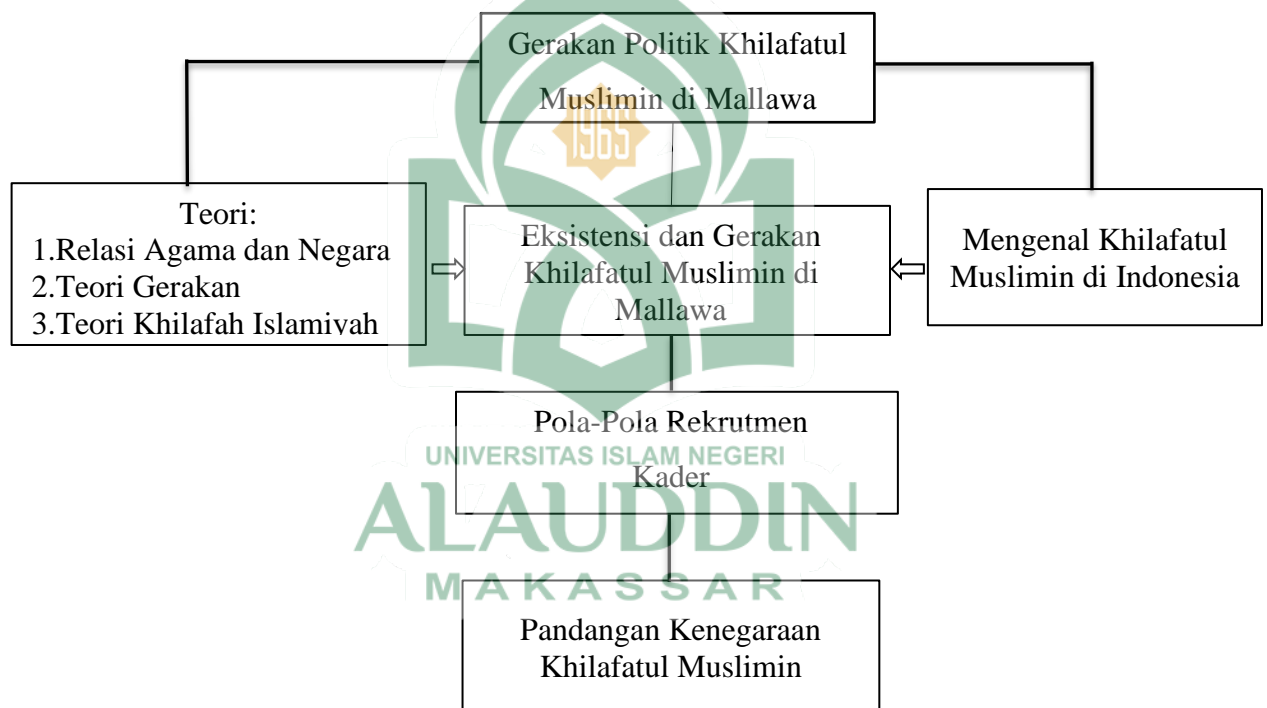 Gerakan Politik Khilafatul
Muslimin di Mallawa
1965
Teori:
1.Relasi Agama dan Negara
2.Teori Gerakan
3.Teori Khilafah Islamiyah
Eksistensi dan Gerakan
Khilafatul Muslimin di
Mallawa
Mengenal Khilafatul
Muslimin di Indonesia
Pola-Pola Rekrutmen
Kader
UNIVERSITAS ISLAM NEGERI
ALAUDDIN
MAKASSAR
Pandangan Kenegaraan
Khilafatul Muslimin